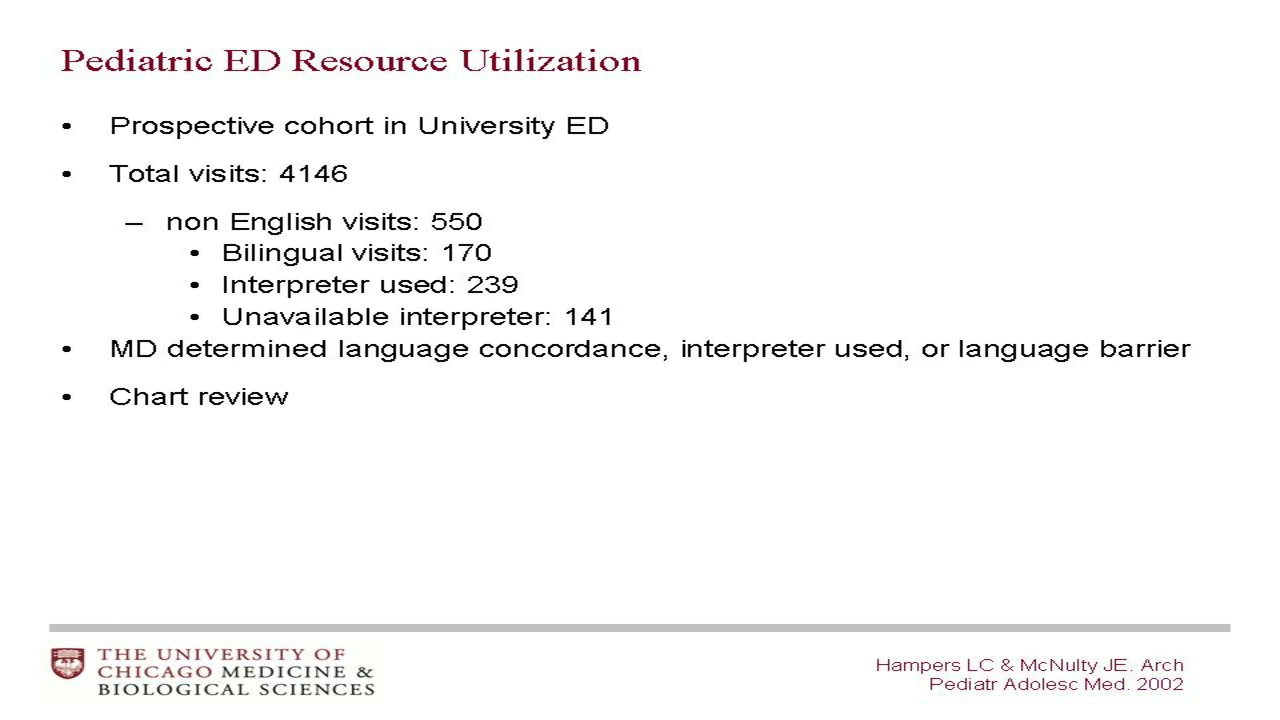 Pediatric ED Resource Utilization
• Prospective cohort in University ED
• Total visits: 4146
– non English visits: 550
• Bilingual visits: 170
• Interpreter used: 239
• Unavailable interpreter: 141
• MD determined language concordance, interpreter used, or language barrier
• Chart review
THE UNIVERSITY OF
CHICAGO MEDICINE &
BIOLOGICAL SCIENCES
Hampers LC & McNulty JE. Arch
Pediatr Adolesc Med. 2002